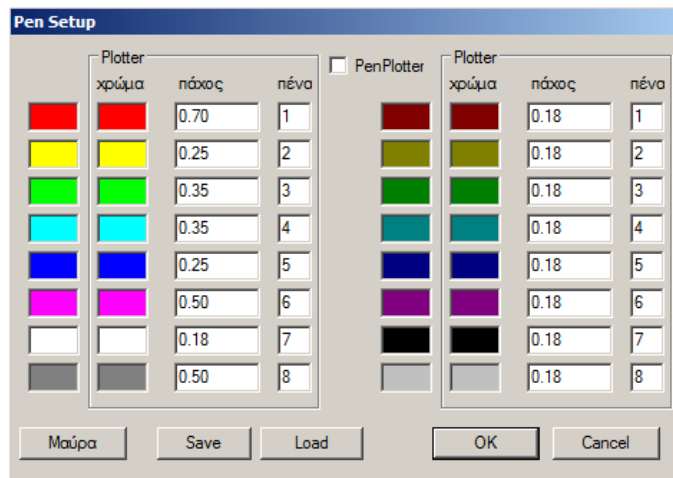 Pen Setup
Plotter PenPlotter Plotter
χρώμα πάχος πένα χρώμα πάχος πένα
0.70 1 0.18 1
0.25 2 0.18 2
0.35 3 0.18 3
0.35 4 0.18 4
0.25 5 0.18 5
0.50 6 0.18 6
0.18 7 0.18 7
0.50 8 0.18 8
Μαύρα Save Load OK Cancel